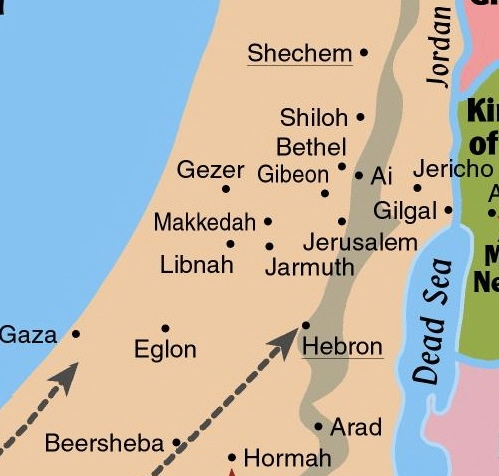 Shechem
Jordan
Shiloh
Bethel
Gezer
Gibeon
Ai
Jericho
Gilgal
Makkedah
Jerusalem
Libnah
Jarmuth
Dead Sea
Gaza
Eglon
Hebron
Arad
Beersheba
Hormah
of